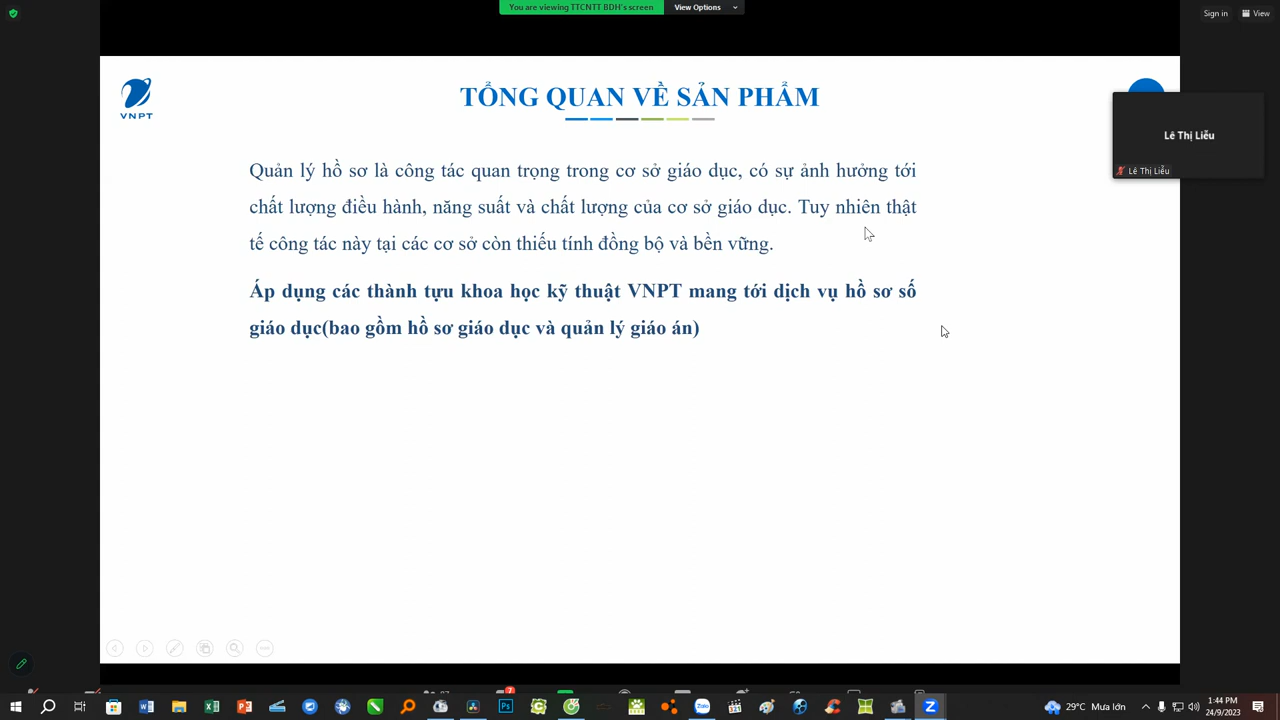 You are viewing TTCNTT BDH's screen
View Options
Sign in
View
VNPT
TỔNG QUAN VỀ SẢN PHẨM
Lê Thị Liễu
Lê Thị Liễu
Quản lý hồ sơ là công tác quan trọng trong cơ sở giáo dục, có sự ảnh hưởng tới
chất lượng điều hành, năng suất và chất lượng của cơ sở giáo dục. Tuy nhiên thật
tế công tác này tại các cơ sở còn thiếu tính đồng bộ và bền vững.
Áp dụng các thành tựu khoa học kỹ thuật VNPT mang tới dịch vụ hồ sơ số
giáo dục(bao gồm hồ sơ giáo dục và quản lý giáo án)
7
Zalo
29°C Mưa lớn
1:44 PM
24/9/2023